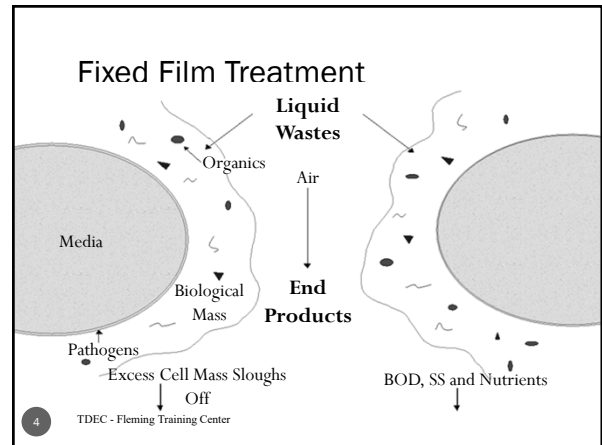 Fixed Film Treatment
Liquid
Wastes
Organics
Air
Media
Biological
Mass
End
Products
Pathogens
Excess Cell Mass Sloughs
Off
BOD, SS and Nutrients
4
TDEC - Fleming Training Center